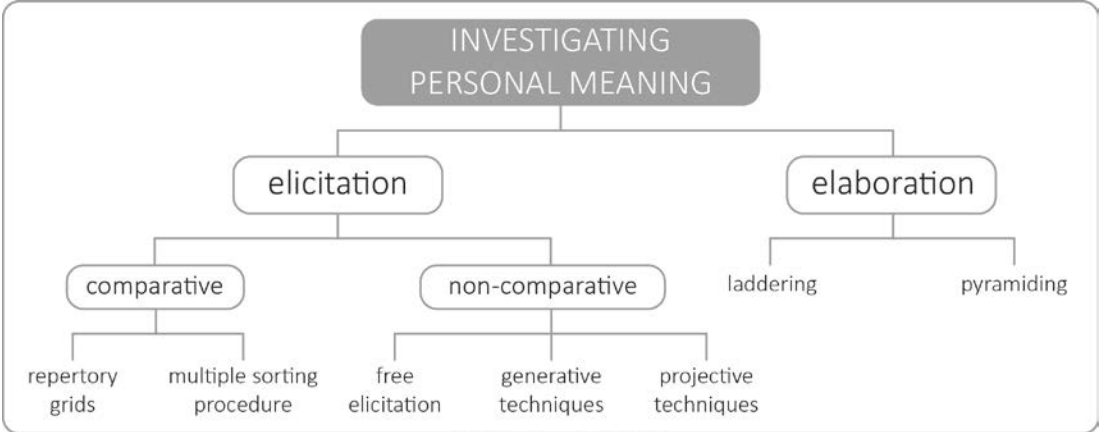 INVESTIGATING
PERSONAL MEANING
elicitation
elaboration
comparative
non-comparative
laddering
pyramiding
repertory
grids
multiple sorting
procedure
free
elicitation
generative
techniques
projective
techniques